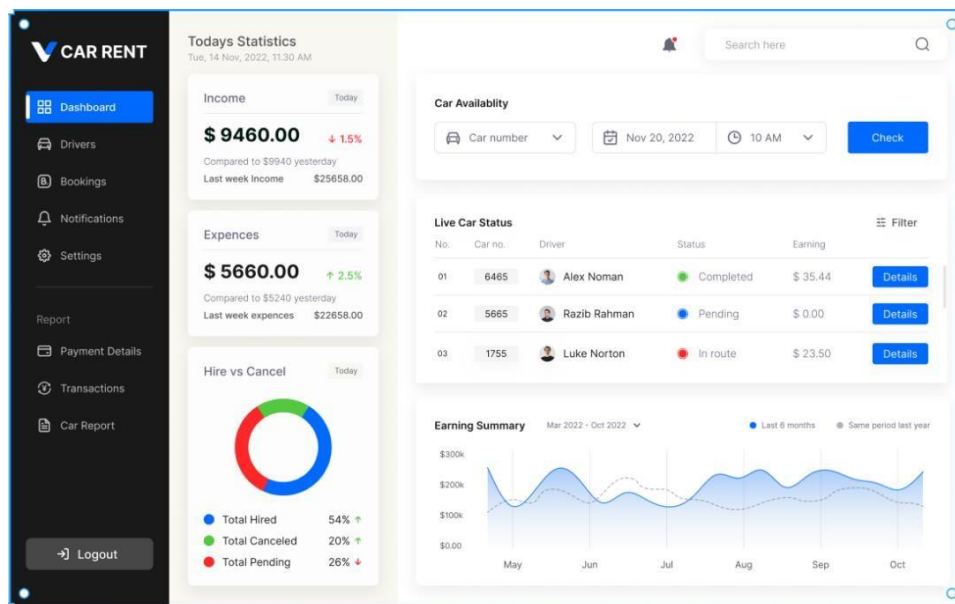 CAR RENT
Dashboard
Drivers
Bookings
Notifications
Settings
Report
Payment Details
Transactions
Car Report
Logout
Todays Statistics
Tue, 14 Nov, 2022, 11.30 AM
Income Today
$ 9460.00 ↓ 1.5%
Compared to $9940 yesterday
Last week Income $25658.00
Expences Today
$ 5660.00 ↑ 2.5%
Compared to $5240 yesterday
Last week expences $22658.00
Hire vs Cancel Today
Total Hired 54% ↑
Total Canceled 20% ↑
Total Pending 26% ↓
Search here
Car Availablity
Car number Nov 20, 2022 10 AM Check
Live Car Status Filter
No. Car no. Driver Status Earning
01 6465 Alex Noman Completed $ 35.44 Details
02 5665 Razib Rahman Pending $ 0.00 Details
03 1755 Luke Norton In route $ 23.50 Details
Earning Summary Mar 2022 - Oct 2022 Last 6 months Same period last year
$300k
$200k
$100k
$0.00
May Jun Jul Aug Sep Oct